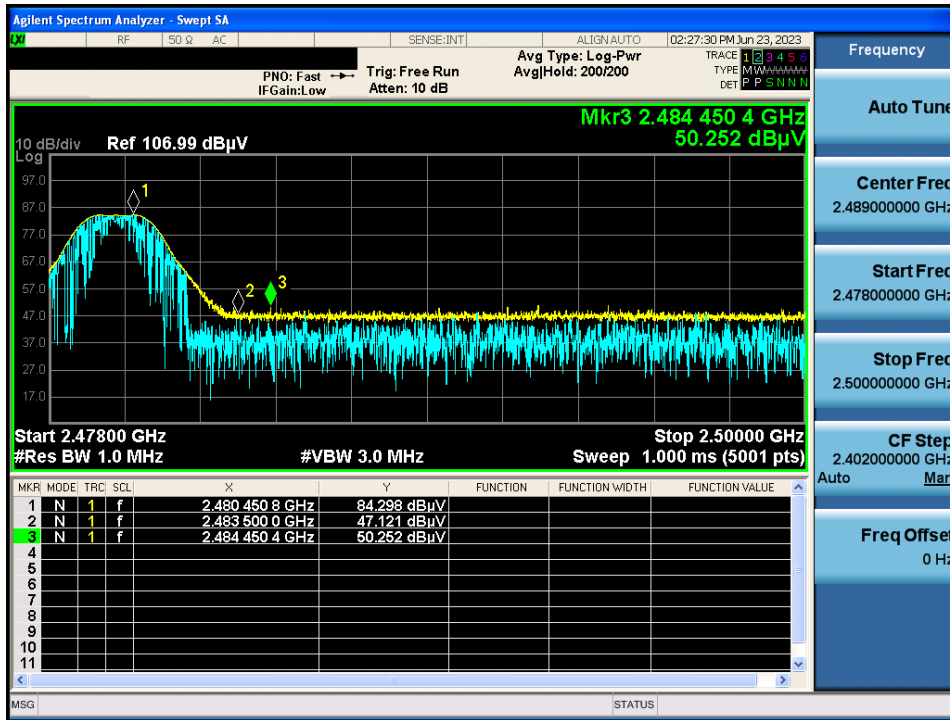 Agilent Spectrum Analyzer - Swept SA
LXI RF 50 Ω AC SENSE:INT ALIGN AUTO 02:27:30 PM Jun 23, 2023
PNO: Fast
IFGain:Low
Trig: Free Run
Atten: 10 dB
Avg Type: Log-Pwr
Avg|Hold: 200/200
TRACE 1 2 3 4 5 6
TYPE MWWWWW
DET P P S N N N
Mkr3 2.484 450 4 GHz
50.252 dBµV
10 dB/div Ref 106.99 dBµV
Log
97.0
87.0
77.0
67.0
57.0
47.0
37.0
27.0
17.0
1
2
3
Start 2.47800 GHz Stop 2.50000 GHz
#Res BW 1.0 MHz #VBW 3.0 MHz Sweep 1.000 ms (5001 pts)
MKR MODE TRC SCL X Y FUNCTION FUNCTION WIDTH FUNCTION VALUE
1 N 1 f 2.480 450 8 GHz 84.298 dBµV
2 N 1 f 2.483 500 0 GHz 47.121 dBµV
3 N 1 f 2.484 450 4 GHz 50.252 dBµV
4
5
6
7
8
9
10
11
MSG STATUS
Frequency
Auto Tune
Center Freq
2.489000000 GHz
Start Freq
2.478000000 GHz
Stop Freq
2.500000000 GHz
CF Step
2.402000000 GHz
Auto Man
Freq Offset
0 Hz